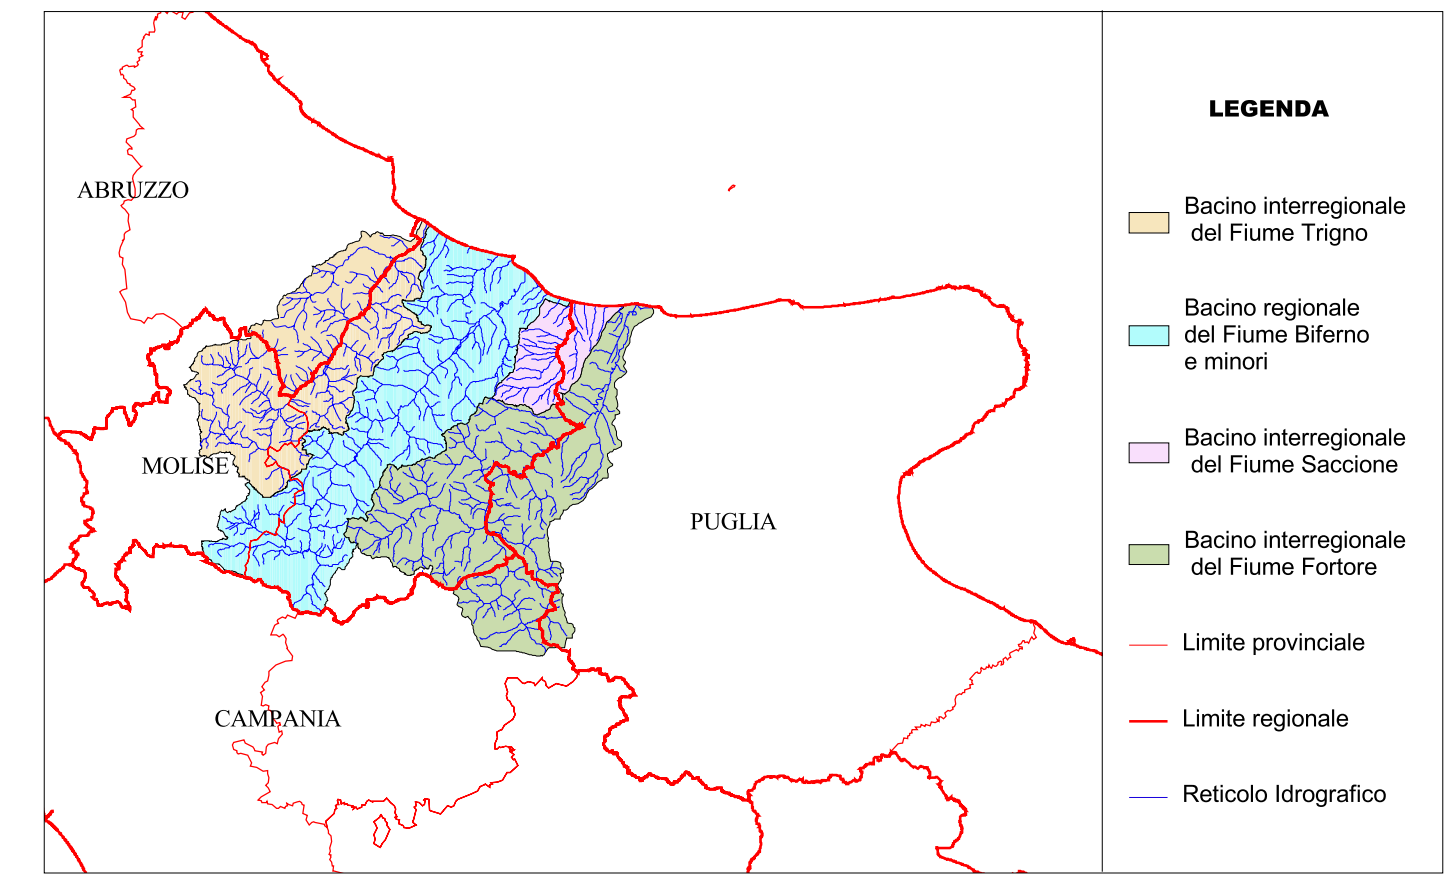 ABRUZZO
MOLISE
PUGLIA
CAMPANIA
LEGENDA
Bacino interregionale
del Fiume Trigno
Bacino regionale
del Fiume Biferno
e minori
Bacino interregionale
del Fiume Saccione
Bacino interregionale
del Fiume Fortore
Limite provinciale
Limite regionale
Reticolo Idrografico